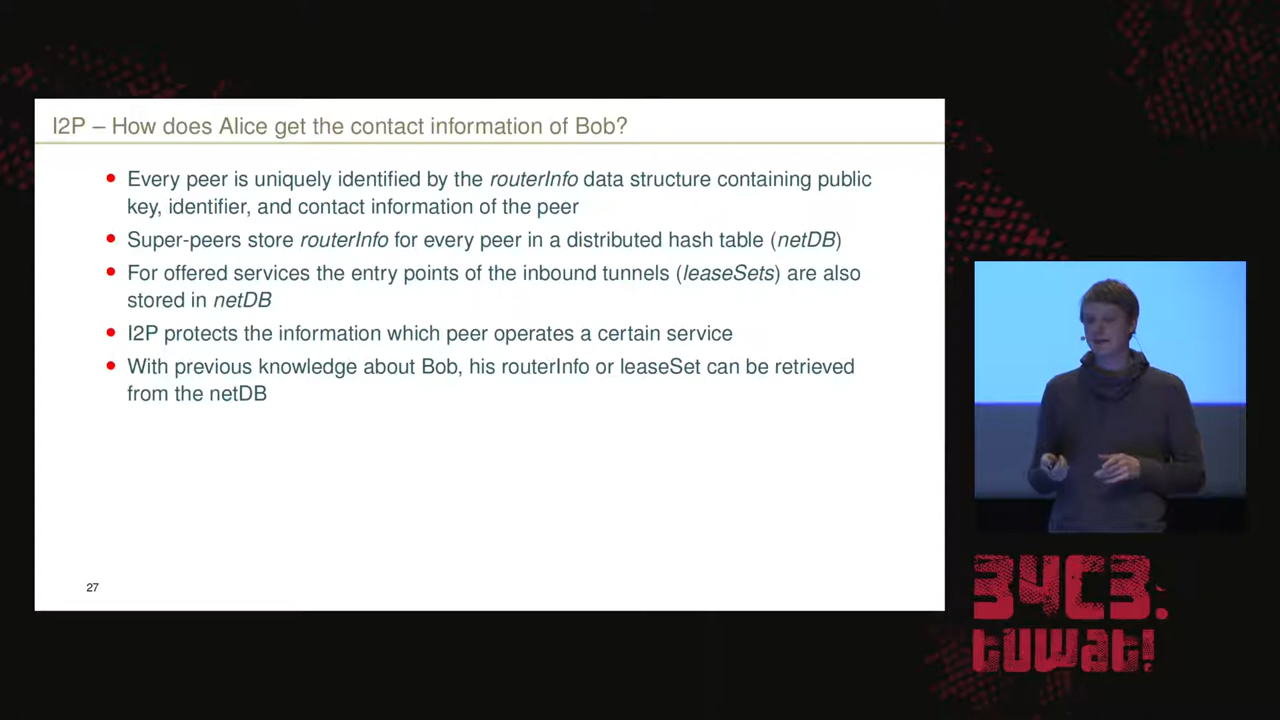 I2P – How does Alice get the contact information of Bob?
Every peer is uniquely identified by the routerInfo data structure containing public
key, identifier, and contact information of the peer
Super-peers store routerInfo for every peer in a distributed hash table (netDB)
For offered services the entry points of the inbound tunnels (leaseSets) are also
stored in netDB
I2P protects the information which peer operates a certain service
With previous knowledge about Bob, his routerInfo or leaseSet can be retrieved
from the netDB
27
34C3.
tuwat!